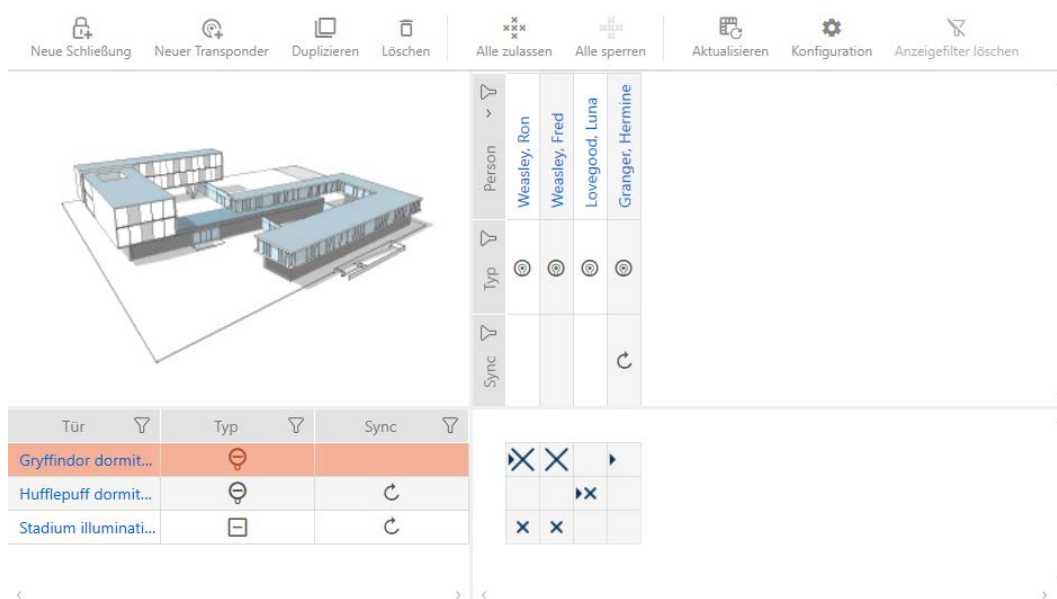 Neue Schließung Neuer Transponder Duplizieren Löschen Alle zulassen Alle sperren Aktualisieren Konfiguration Anzeigefilter löschen
Person
Weasley, Ron
Weasley, Fred
Lovegood, Luna
Granger, Hermine
Typ
Sync
Tür Typ Sync
Gryffindor dormit...
Hufflepuff dormit...
Stadium illuminati...